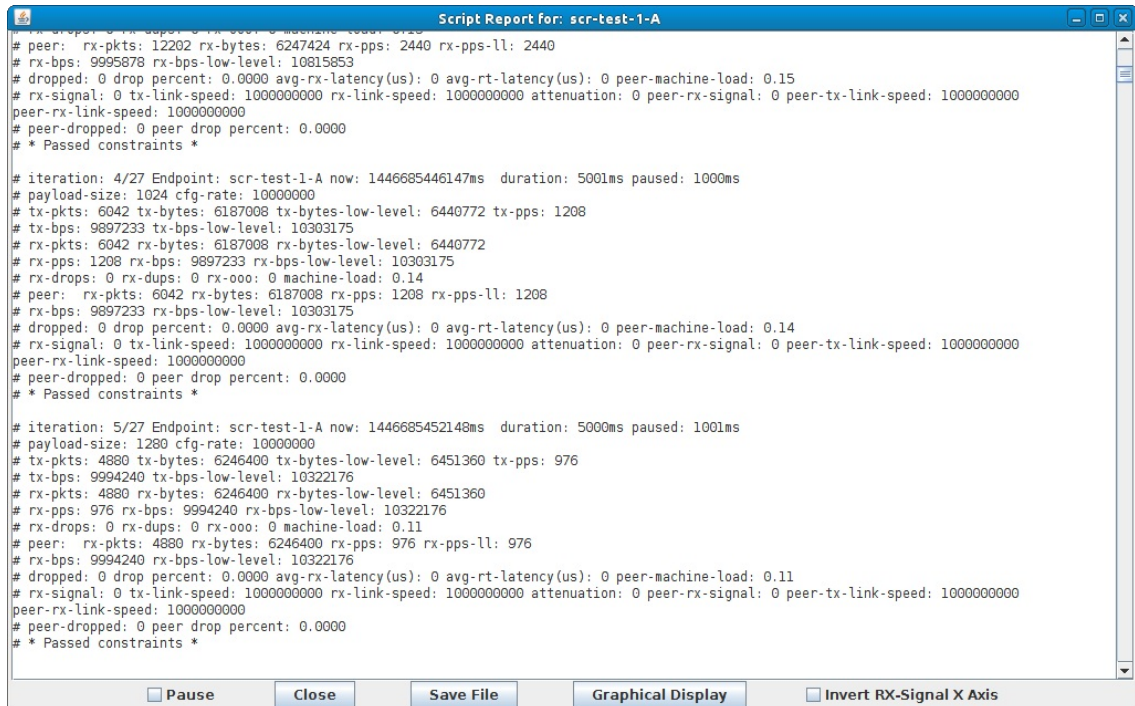 Script Report for: scr-test-1-A
# peer:  rx-pkts: 12202 rx-bytes: 6247424 rx-pps: 2440 rx-pps-ll: 2440
# rx-bps: 9995878 rx-bps-low-level: 10815853
# dropped: 0 drop percent: 0.0000 avg-rx-latency(us): 0 avg-rt-latency(us): 0 peer-machine-load: 0.15
# rx-signal: 0 tx-link-speed: 1000000000 rx-link-speed: 1000000000 attenuation: 0 peer-rx-signal: 0 peer-tx-link-speed: 1000000000
peer-rx-link-speed: 1000000000
# peer-dropped: 0 peer drop percent: 0.0000
# * Passed constraints *
# iteration: 4/27 Endpoint: scr-test-1-A now: 1446685446147ms  duration: 5001ms paused: 1000ms
# payload-size: 1024 cfg-rate: 10000000
# tx-pkts: 6042 tx-bytes: 6187008 tx-bytes-low-level: 6440772 tx-pps: 1208
# tx-bps: 9897233 tx-bps-low-level: 10303175
# rx-pkts: 6042 rx-bytes: 6187008 rx-bytes-low-level: 6440772
# rx-pps: 1208 rx-bps: 9897233 rx-bps-low-level: 10303175
# rx-drops: 0 rx-dups: 0 rx-ooo: 0 machine-load: 0.14
# peer:  rx-pkts: 6042 rx-bytes: 6187008 rx-pps: 1208 rx-pps-ll: 1208
# rx-bps: 9897233 rx-bps-low-level: 10303175
# dropped: 0 drop percent: 0.0000 avg-rx-latency(us): 0 avg-rt-latency(us): 0 peer-machine-load: 0.14
# rx-signal: 0 tx-link-speed: 1000000000 rx-link-speed: 1000000000 attenuation: 0 peer-rx-signal: 0 peer-tx-link-speed: 1000000000
peer-rx-link-speed: 1000000000
# peer-dropped: 0 peer drop percent: 0.0000
# * Passed constraints *
# iteration: 5/27 Endpoint: scr-test-1-A now: 1446685452148ms  duration: 5000ms paused: 1001ms
# payload-size: 1280 cfg-rate: 10000000
# tx-pkts: 4880 tx-bytes: 6246400 tx-bytes-low-level: 6451360 tx-pps: 976
# tx-bps: 9994240 tx-bps-low-level: 10322176
# rx-pkts: 4880 rx-bytes: 6246400 rx-bytes-low-level: 6451360
# rx-pps: 976 rx-bps: 9994240 rx-bps-low-level: 10322176
# rx-drops: 0 rx-dups: 0 rx-ooo: 0 machine-load: 0.11
# peer:  rx-pkts: 4880 rx-bytes: 6246400 rx-pps: 976 rx-pps-ll: 976
# rx-bps: 9994240 rx-bps-low-level: 10322176
# dropped: 0 drop percent: 0.0000 avg-rx-latency(us): 0 avg-rt-latency(us): 0 peer-machine-load: 0.11
# rx-signal: 0 tx-link-speed: 1000000000 rx-link-speed: 1000000000 attenuation: 0 peer-rx-signal: 0 peer-tx-link-speed: 1000000000
peer-rx-link-speed: 1000000000
# peer-dropped: 0 peer drop percent: 0.0000
# * Passed constraints *
Pause Close Save File Graphical Display Invert RX-Signal X Axis